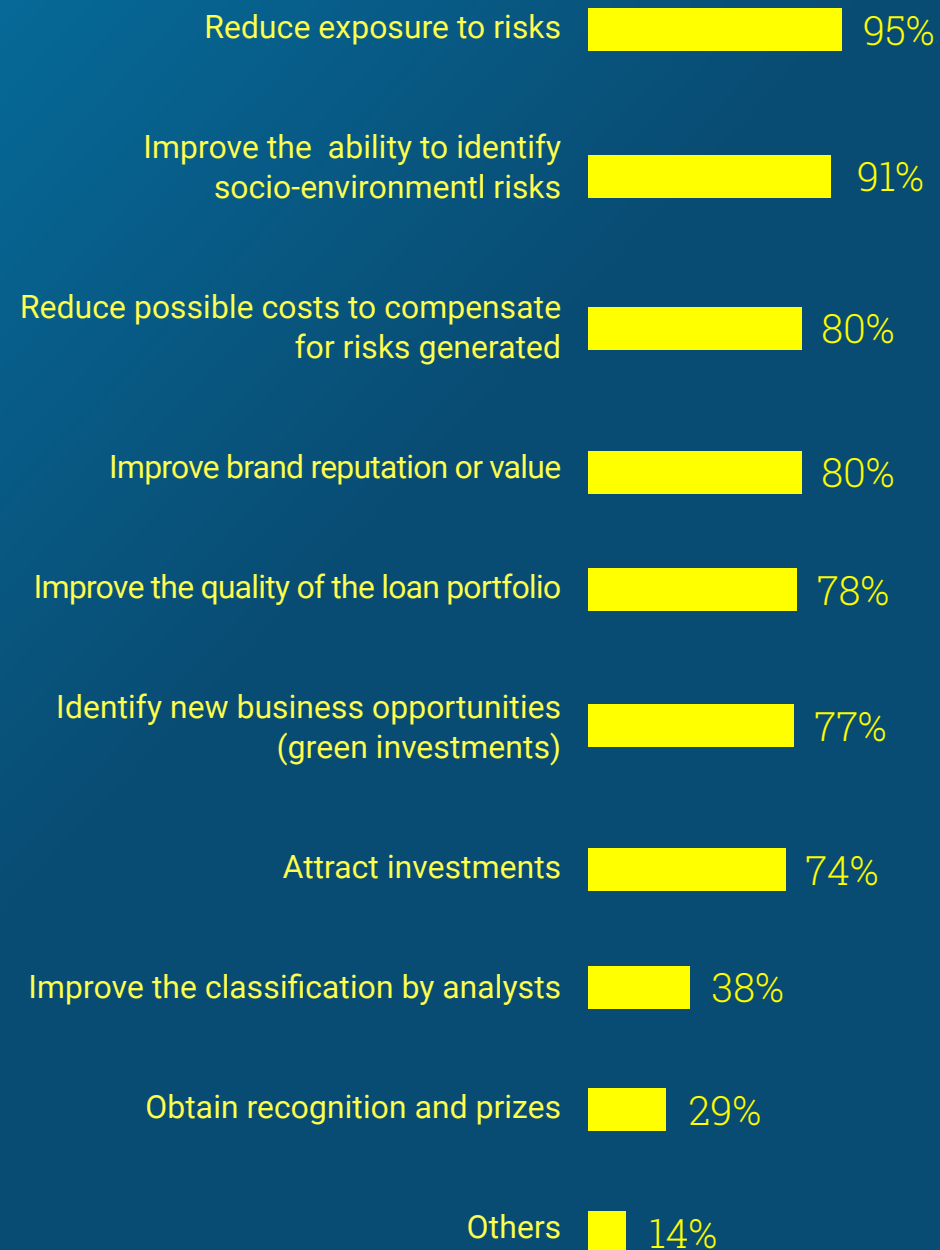 Reduce exposure to risks 95%
Improve the  ability to identify
socio-environmentl risks 91%
Reduce possible costs to compensate
for risks generated 80%
Improve brand reputation or value 80%
Improve the quality of the loan portfolio 78%
Identify new business opportunities
(green investments) 77%
Attract investments 74%
Improve the classification by analysts 38%
Obtain recognition and prizes 29%
Others 14%